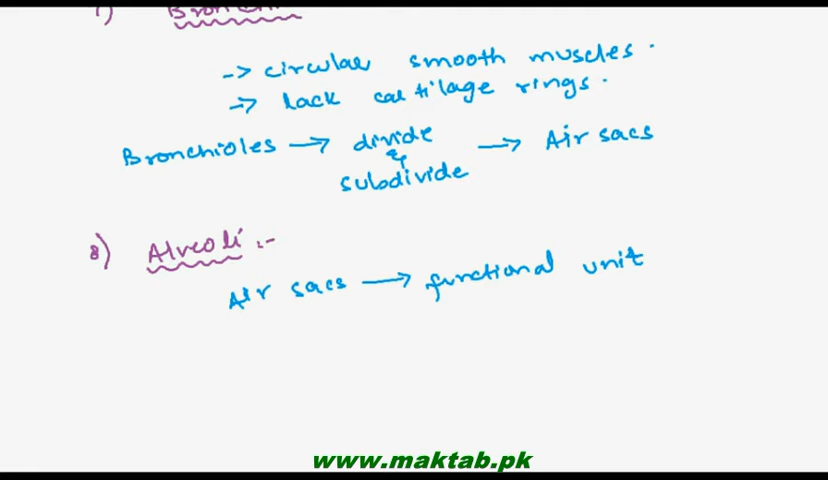 -> circular smooth muscles.
-> lack cartilage rings.
Bronchioles -> divide & subdivide -> Air sacs
8) Alveoli :-
Air sacs -> functional unit
www.maktab.pk